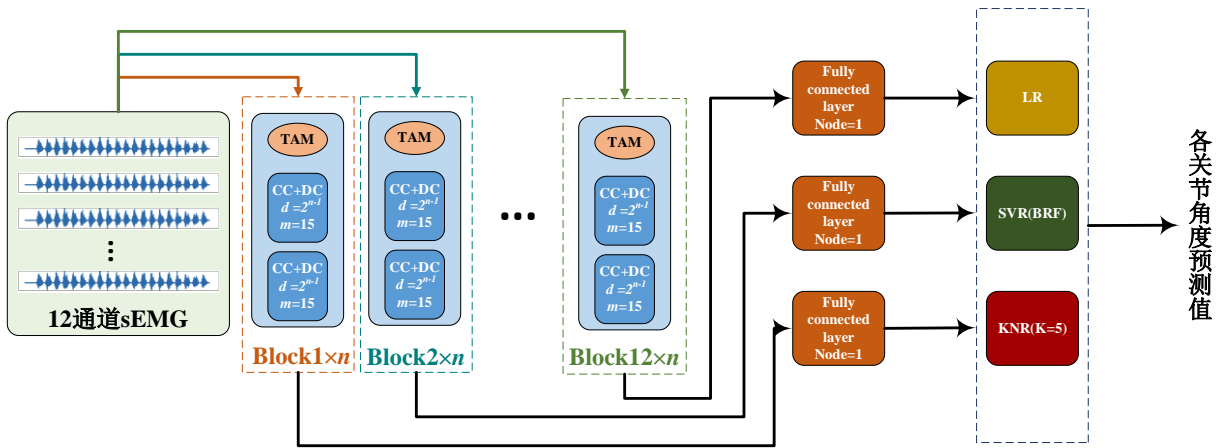 12通道sEMG
TAM
CC+DC
d =2^{n-1}
m=15
CC+DC
d =2^{n-1}
m=15
Block1×n
TAM
CC+DC
d =2^{n-1}
m=15
CC+DC
d =2^{n-1}
m=15
Block2×n
TAM
CC+DC
d =2^{n-1}
m=15
CC+DC
d =2^{n-1}
m=15
Block12×n
Fully
connected
layer
Node=1
Fully
connected
layer
Node=1
Fully
connected
layer
Node=1
LR
SVR(BRF)
KNR(K=5)
各关节角度预测值